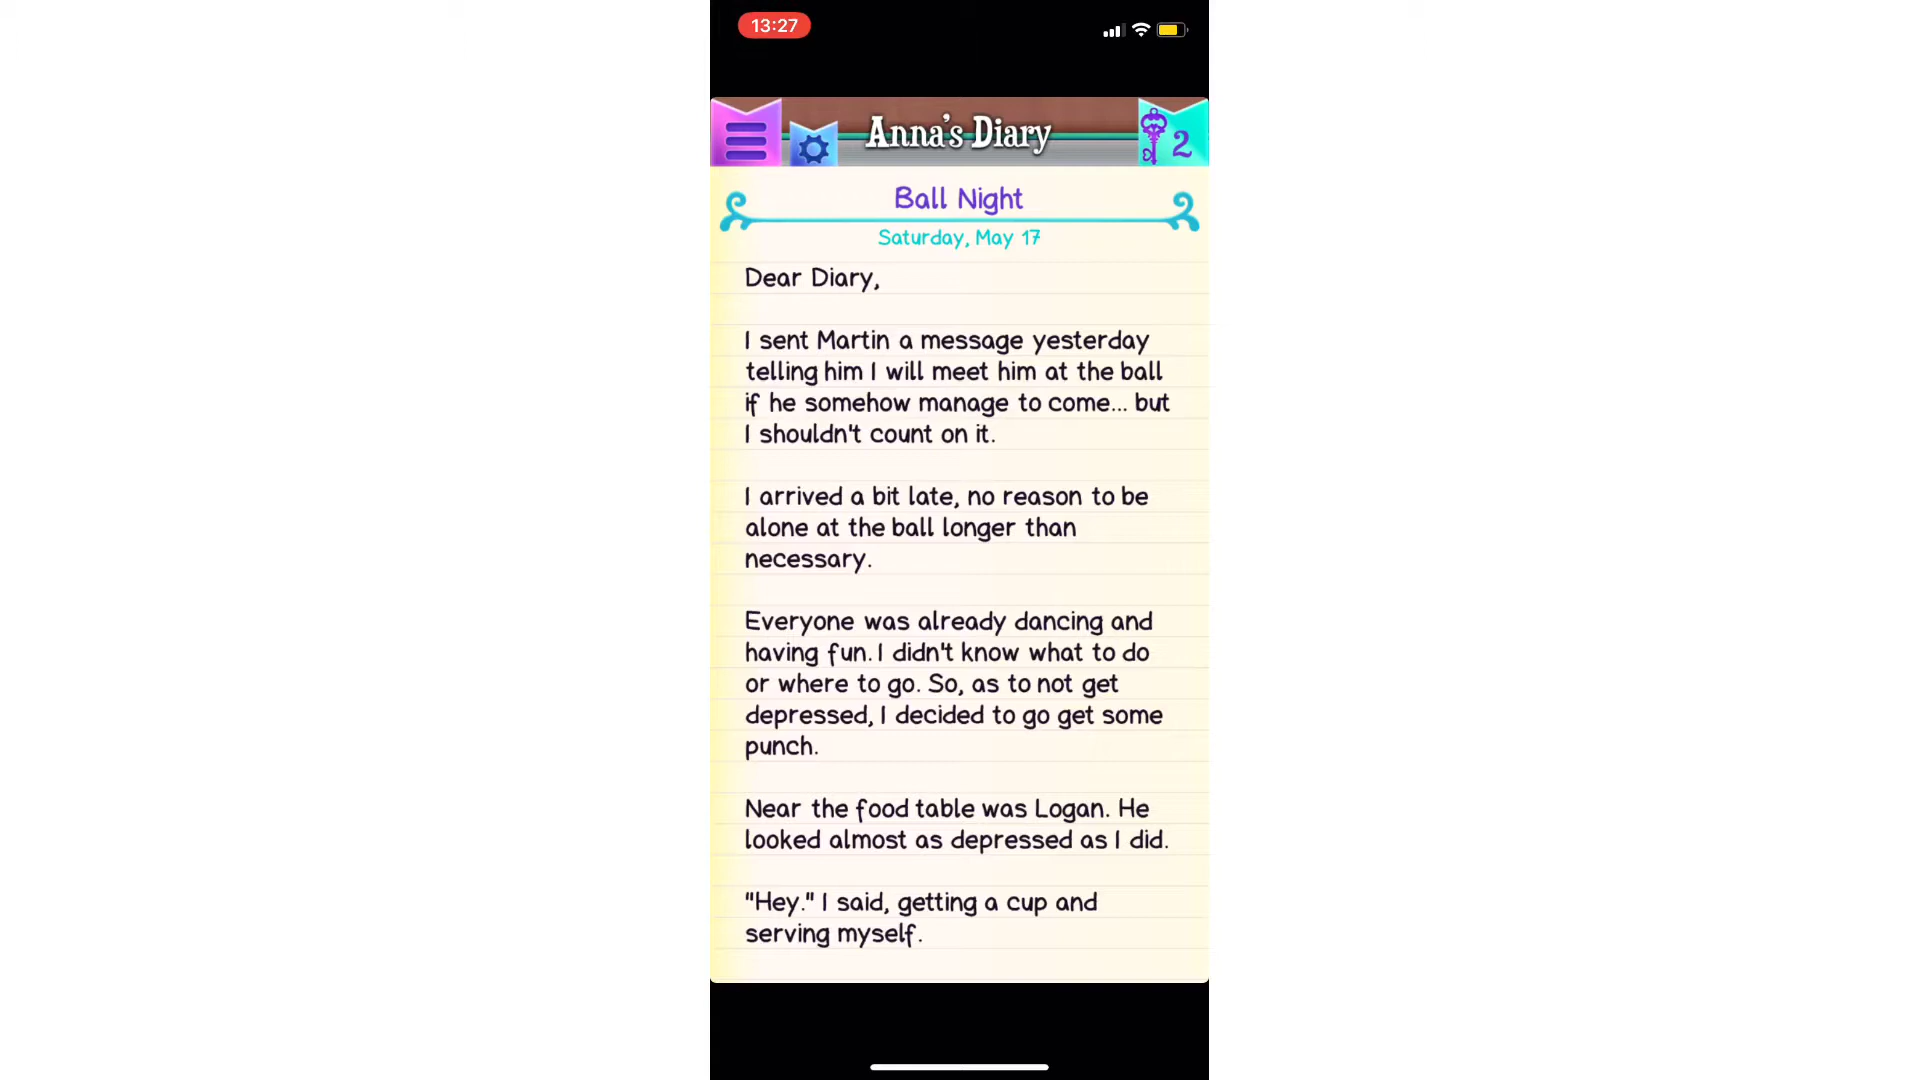 13:27
Anna's Diary
2
Ball Night
Saturday, May 17
Dear Diary,
I sent Martin a message yesterday
telling him I will meet him at the ball
if he somehow manage to come... but
I shouldn't count on it.
I arrived a bit late, no reason to be
alone at the ball longer than
necessary.
Everyone was already dancing and
having fun. I didn't know what to do
or where to go. So, as to not get
depressed, I decided to go get some
punch.
Near the food table was Logan. He
looked almost as depressed as I did.
"Hey." I said, getting a cup and
serving myself.